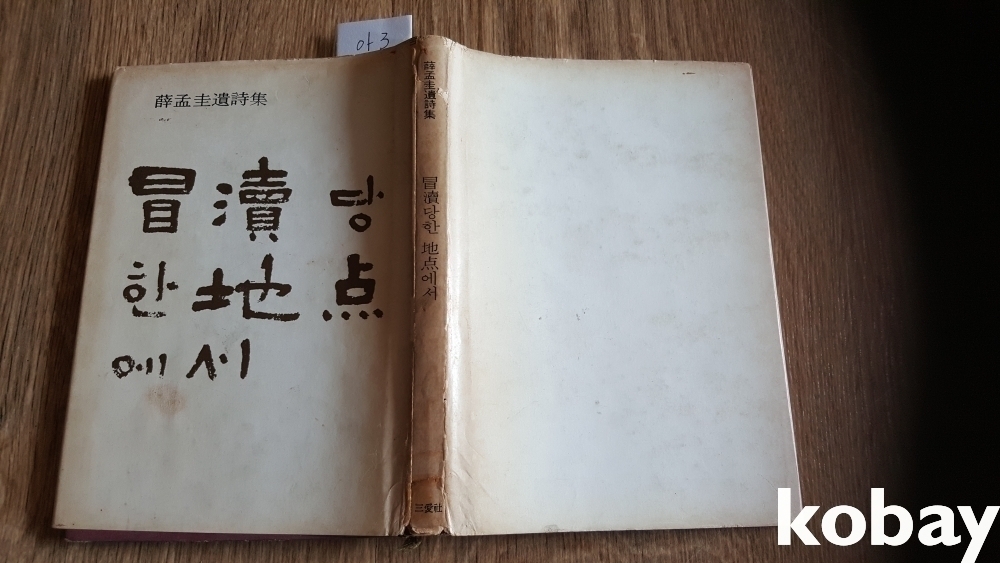 아 3
薛孟圭遺詩集
冒瀆 당
한 地点
에서
薛孟圭遺詩集 冒瀆당한 地点에서 三愛社
kobay